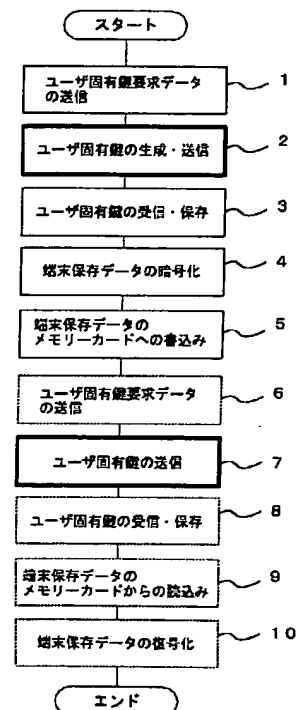 スタート
ユーザ固有鍵要求データ
の送信
1
ユーザ固有鍵の生成・送信
2
ユーザ固有鍵の受信・保存
3
端末保存データの暗号化
4
端末保存データの
メモリーカードへの書込み
5
ユーザ固有鍵要求データ
の送信
6
ユーザ固有鍵の送信
7
ユーザ固有鍵の受信・保存
8
端末保存データの
メモリーカードからの読込み
9
端末保存データの復号化
10
エンド